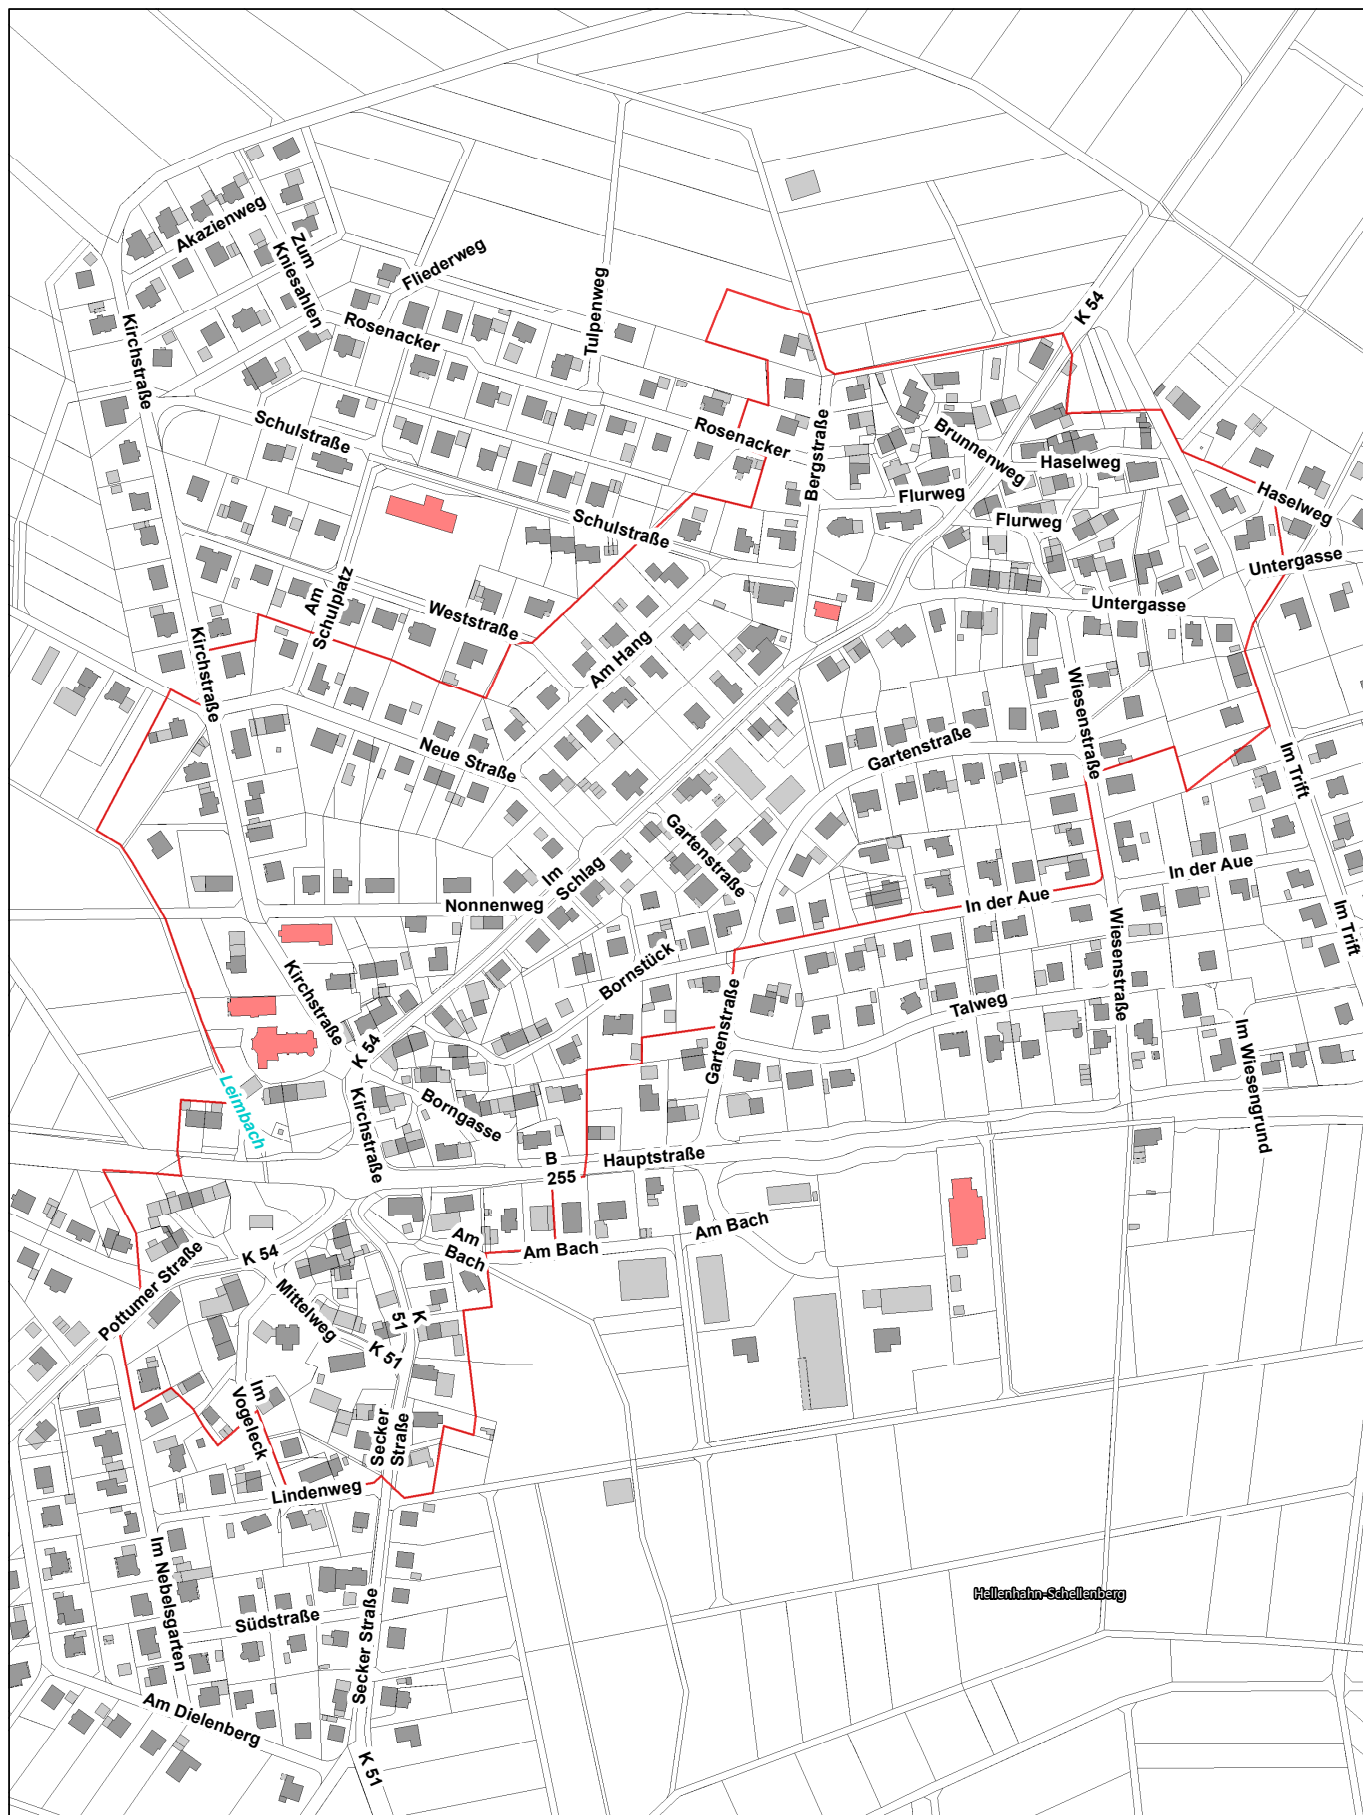 Akazienweg
Zum
Kniesahlen
Fliederweg
Tulpenweg
K 54
Kirchstraße
Rosenacker
Schulstraße
Rosenacker
Bergstraße
Brunnenweg
Haselweg
Flurweg
Haselweg
Flurweg
Schulstraße
Untergasse
Am
Schulplatz
Weststraße
Untergasse
Am Hang
Kirchstraße
Wiesenstraße
Neue Straße
Gartenstraße
Im Trift
Gartenstraße
Im
Schlag
In der Aue
Nonnenweg
In der Aue
Im Trift
Bornstück
Wiesenstraße
Kirchstraße
Talweg
Gartenstraße
K 54
Im Wiesengrund
Leimbach
Borngasse
Kirchstraße
Hauptstraße
B
255
Am Bach
Am
Bach
Am Bach
K 54
Pottumer Straße
Mittelweg
K
51
K 51
Im
Vogeleck
Secker
Straße
Lindenweg
Im Nebelsgarten
Hellenhahn-Schellenberg
Südstraße
Secker Straße
Am Dielenberg
K 51